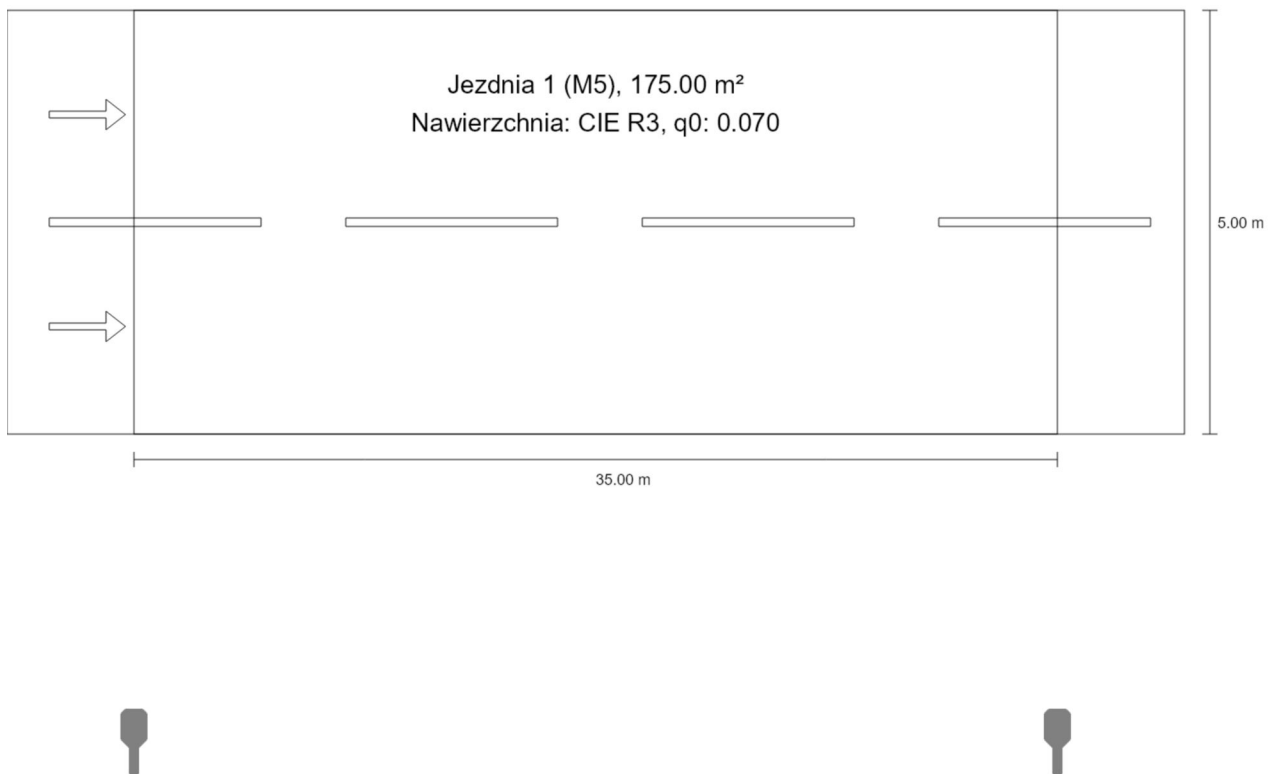 Jezdnia 1 (M5), 175.00 m²
Nawierzchnia: CIE R3, q0: 0.070
5.00 m
35.00 m